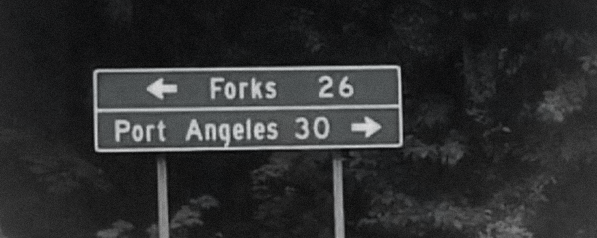 ← Forks 26
Port Angeles 30 →